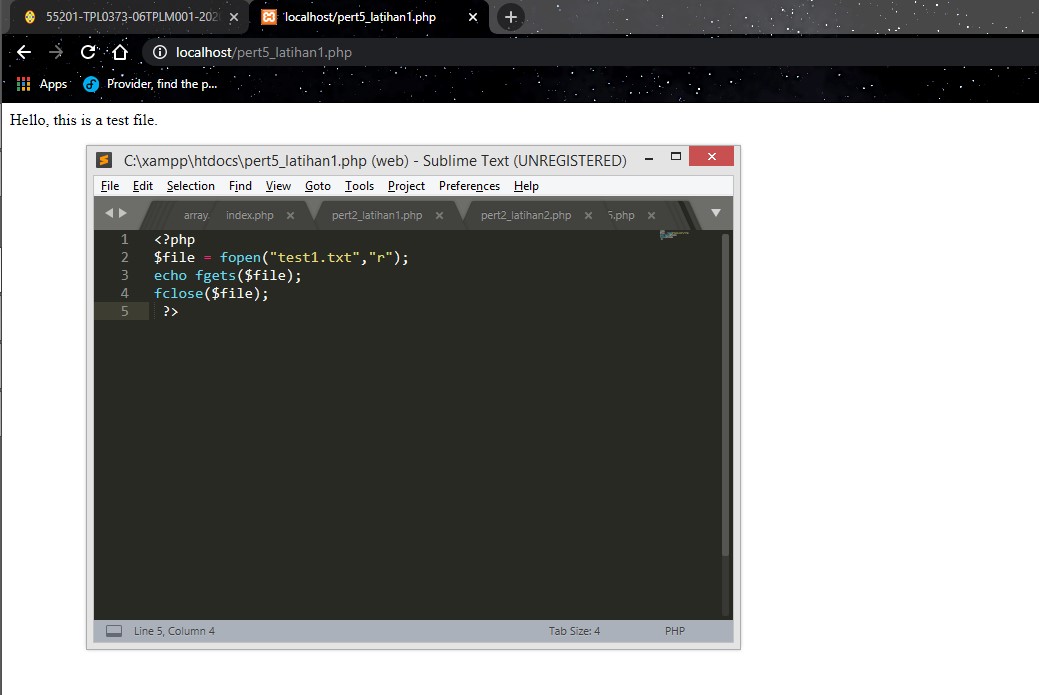 55201-TPL0373-06TPLM001-202
localhost/pert5_latihan1.php
localhost/pert5_latihan1.php
Apps Provider, find the p...
Hello, this is a test file.
C:\xampp\htdocs\pert5_latihan1.php (web) - Sublime Text (UNREGISTERED)
File Edit Selection Find View Goto Tools Project Preferences Help
array. index.php pert2_latihan1.php pert2_latihan2.php 5.php
1 <?php
2 $file = fopen("test1.txt","r");
3 echo fgets($file);
4 fclose($file);
5 ?>
Line 5, Column 4 Tab Size: 4 PHP